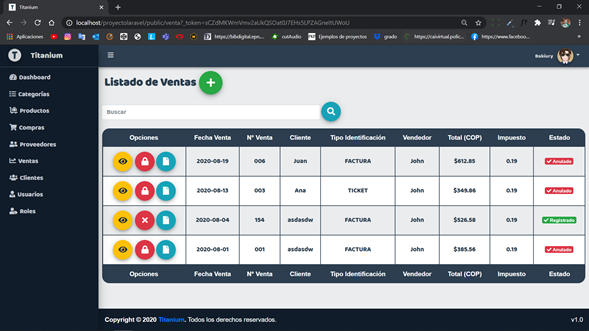 Titanium
localhost/proyectolaravel/public/venta?_token=sCZdMKWmVmv2aUkQSOat0J7EHs5LPZAGneItUWoU
Aplicaciones
https://bibdigital.epn...
cutAudio
Ejemplos de proyectos
grado
https://caivirtual.polic...
https://www.faceboo...
T Titanium
Baklury
Dashboard
Categorías
Productos
Compras
Proveedores
Ventas
Clientes
Usuarios
Roles
Listado de Ventas
Buscar
Opciones Fecha Venta N° Venta Cliente Tipo Identificación Vendedor Total (COP) Impuesto Estado
2020-08-19 006 Juan FACTURA John $612.85 0.19 Anulado
2020-08-13 003 Ana TICKET John $349.86 0.19 Anulado
2020-08-04 154 asdasdw FACTURA John $526.58 0.19 Registrado
2020-08-01 001 asdasdw FACTURA John $385.56 0.19 Anulado
Opciones Fecha Venta N° Venta Cliente Tipo Identificación Vendedor Total (COP) Impuesto Estado
Copyright © 2020 Titanium. Todos los derechos reservados.
v1.0